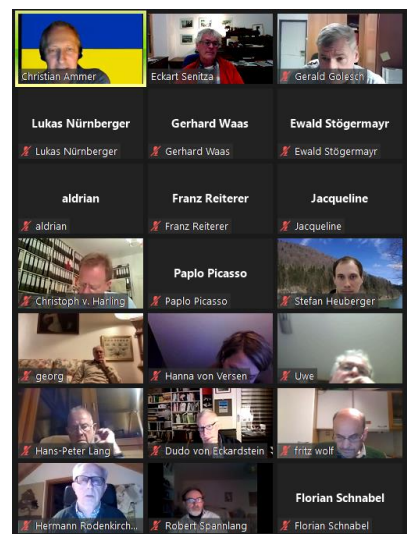 Christian Ammer
Eckart Senitza
Gerald Golesch
Lukas Nürnberger
Gerhard Waas
Ewald Stögermayr
Lukas Nürnberger
Gerhard Waas
Ewald Stögermayr
aldrian
Franz Reiterer
Jacqueline
aldrian
Franz Reiterer
Jacqueline
Paplo Picasso
Christoph v. Harling
Paplo Picasso
Stefan Heuberger
georg
Hanna von Versen
Uwe
Hans-Peter Lang
Dudo von Eckardstein
fritz wolf
Florian Schnabel
Hermann Rodenkirch...
Robert Spannlang
Florian Schnabel